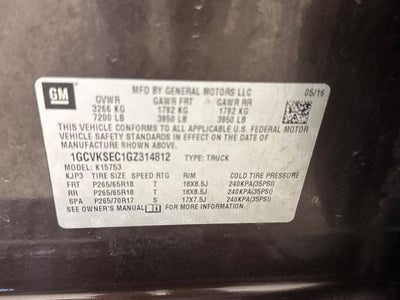 GM
MFD BY GENERAL MOTORS LLC 05/16
GVWR GAWR FRT GAWR RR
3266 KG 1792 KG 1792 KG
7200 LB 3950 LB 3950 LB
THIS VEHICLE CONFORMS TO ALL APPLICABLE U.S. FEDERAL MOTOR
VEHICLE SAFETY STANDARDS IN EFFECT ON THE DATE OF
MANUFACTURE SHOWN ABOVE.
1GCVKSEC1GZ314812 TYPE: TRUCK
MODEL: K15753
KJP3 TIRE SIZE SPEED RTG RIM COLD TIRE PRESSURE
FRT P265/65R18 T 18X8.5J 240KPA(35PSI)
RR P265/65R18 T 18X8.5J 240KPA(35PSI)
SPA P265/70R17 S 17X7.5J 240KPA(35PSI)
SEE OWNER'S MANUAL FOR MORE INFORMATION.